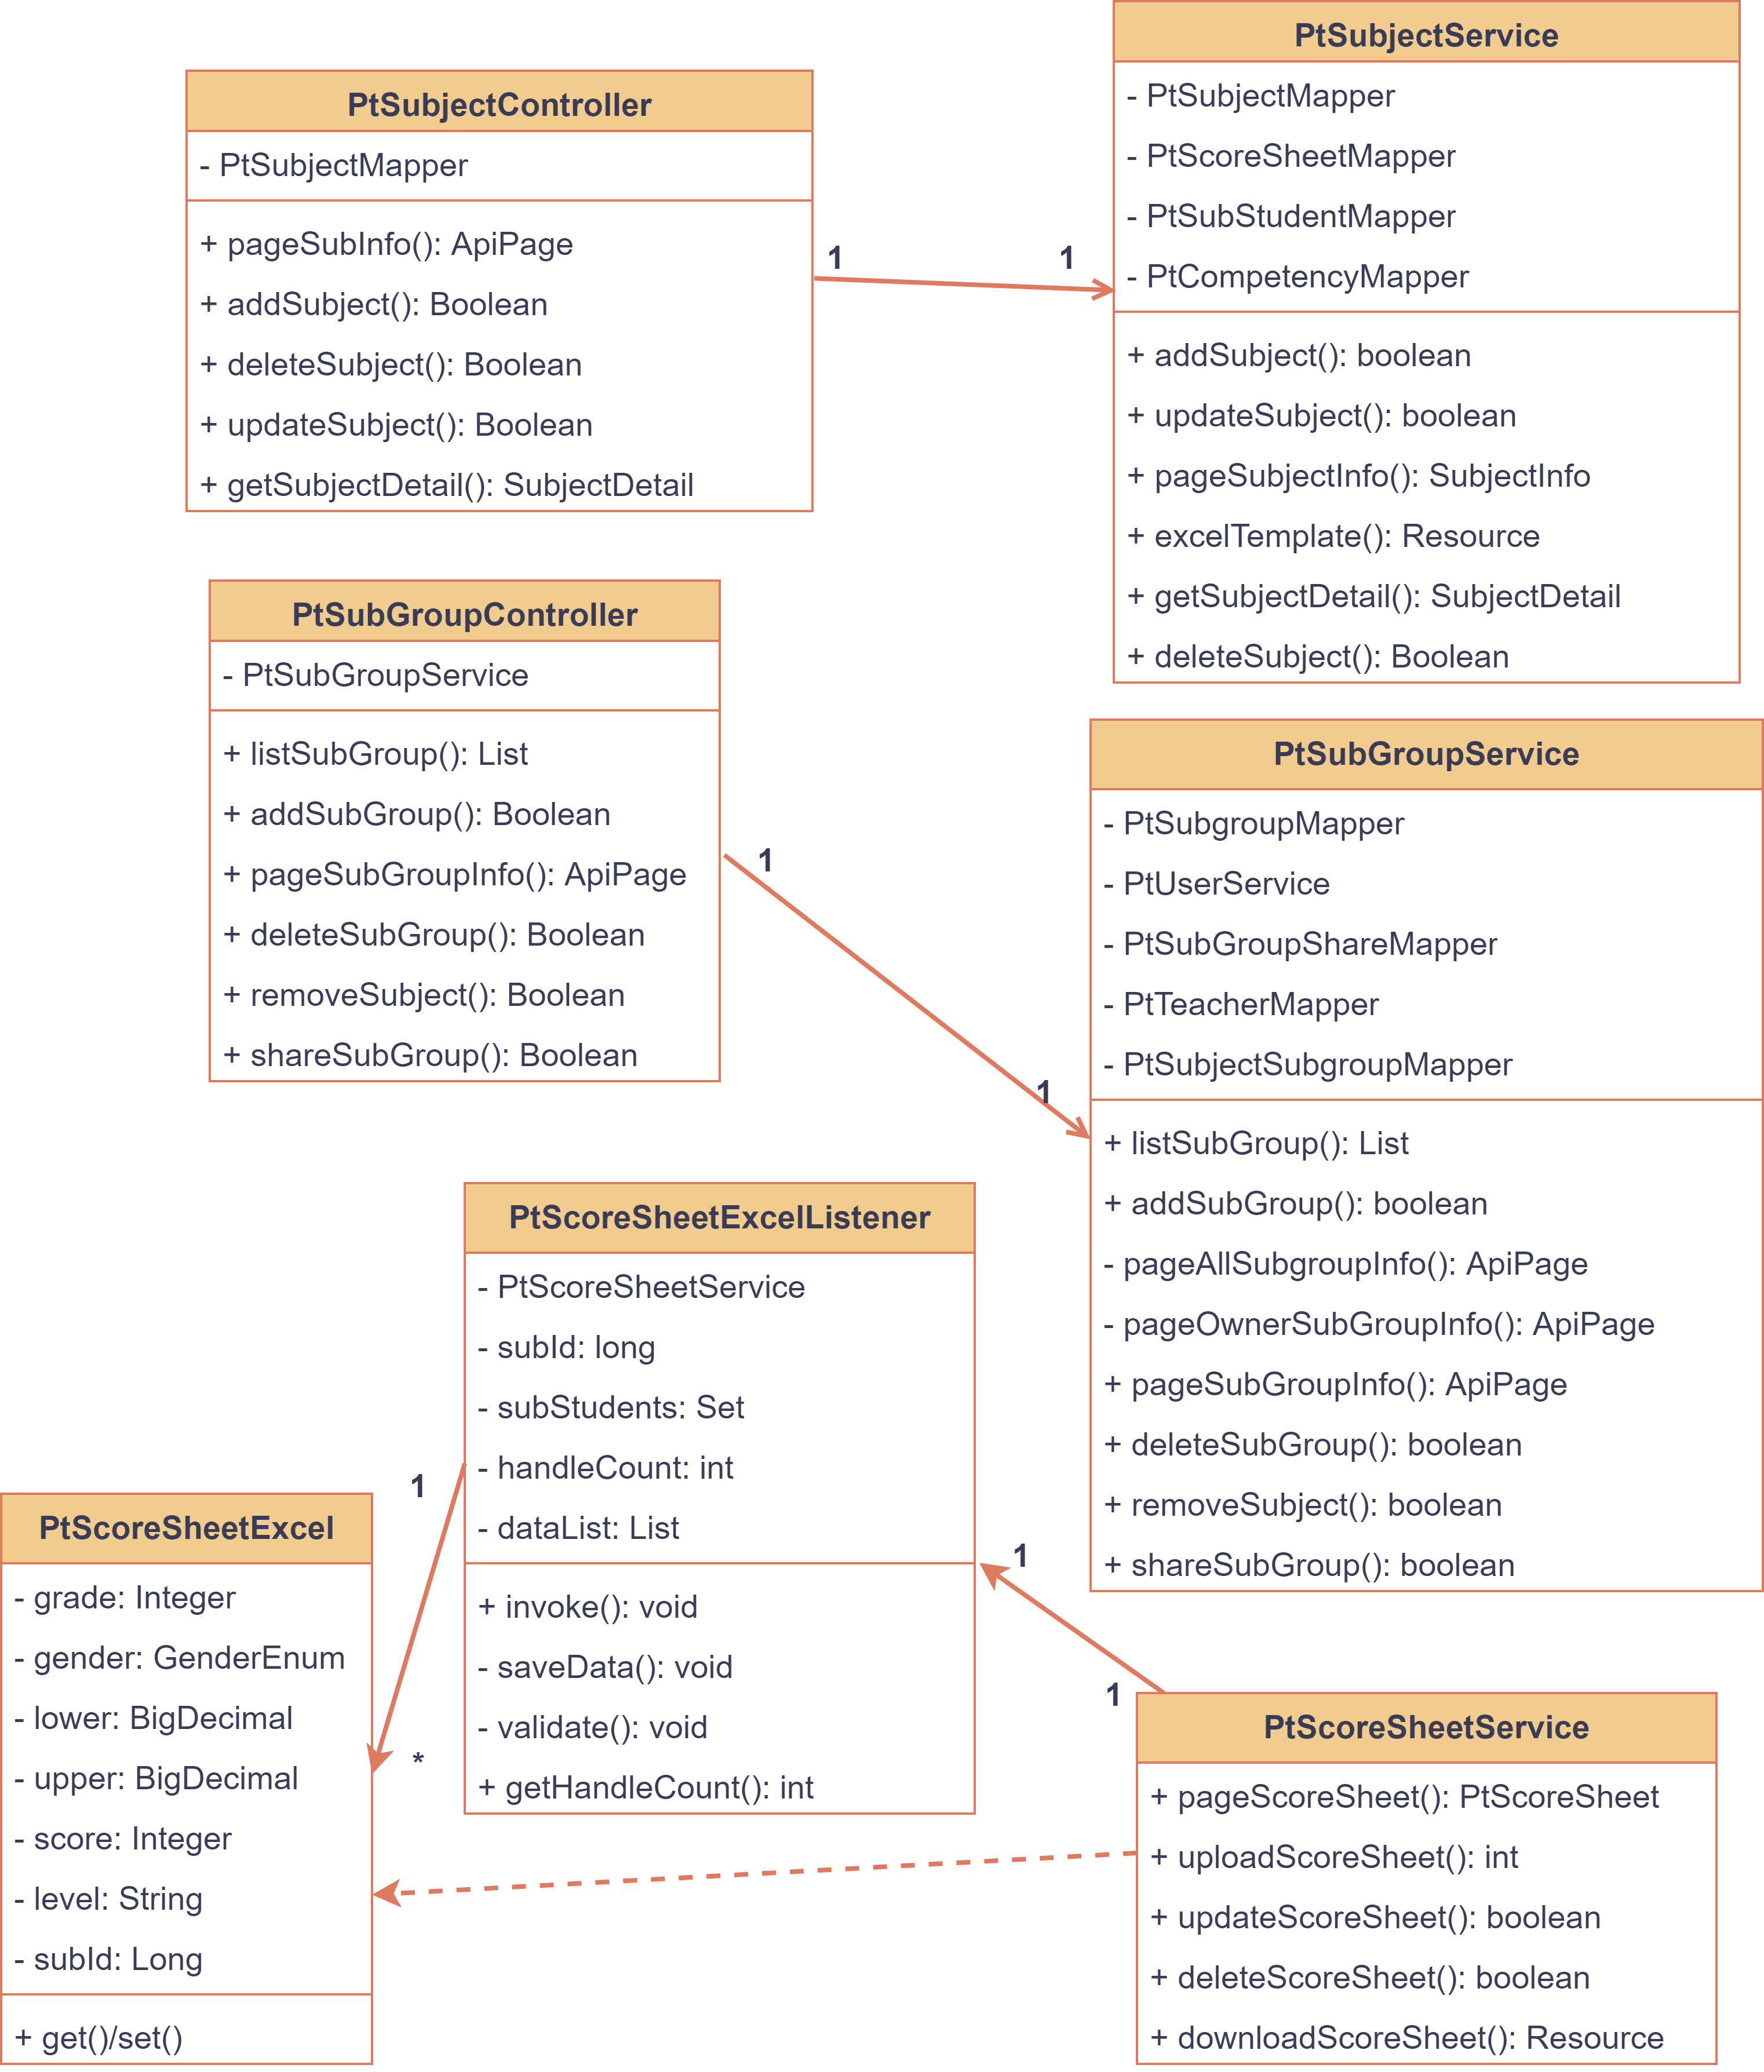 PtSubjectController
- PtSubjectMapper
+ pageSubInfo(): ApiPage
+ addSubject(): Boolean
+ deleteSubject(): Boolean
+ updateSubject(): Boolean
+ getSubjectDetail(): SubjectDetail
1
1
PtSubjectService
- PtSubjectMapper
- PtScoreSheetMapper
- PtSubStudentMapper
- PtCompetencyMapper
+ addSubject(): boolean
+ updateSubject(): boolean
+ pageSubjectInfo(): SubjectInfo
+ excelTemplate(): Resource
+ getSubjectDetail(): SubjectDetail
+ deleteSubject(): Boolean
PtSubGroupController
- PtSubGroupService
+ listSubGroup(): List
+ addSubGroup(): Boolean
+ pageSubGroupInfo(): ApiPage
+ deleteSubGroup(): Boolean
+ removeSubject(): Boolean
+ shareSubGroup(): Boolean
1
1
PtSubGroupService
- PtSubgroupMapper
- PtUserService
- PtSubGroupShareMapper
- PtTeacherMapper
- PtSubjectSubgroupMapper
+ listSubGroup(): List
+ addSubGroup(): boolean
- pageAllSubgroupInfo(): ApiPage
- pageOwnerSubGroupInfo(): ApiPage
+ pageSubGroupInfo(): ApiPage
+ deleteSubGroup(): boolean
+ removeSubject(): boolean
+ shareSubGroup(): boolean
PtScoreSheetExcelListener
- PtScoreSheetService
- subId: long
- subStudents: Set
- handleCount: int
- dataList: List
+ invoke(): void
- saveData(): void
- validate(): void
+ getHandleCount(): int
1
*
1
1
PtScoreSheetExcel
- grade: Integer
- gender: GenderEnum
- lower: BigDecimal
- upper: BigDecimal
- score: Integer
- level: String
- subId: Long
+ get()/set()
PtScoreSheetService
+ pageScoreSheet(): PtScoreSheet
+ uploadScoreSheet(): int
+ updateScoreSheet(): boolean
+ deleteScoreSheet(): boolean
+ downloadScoreSheet(): Resource